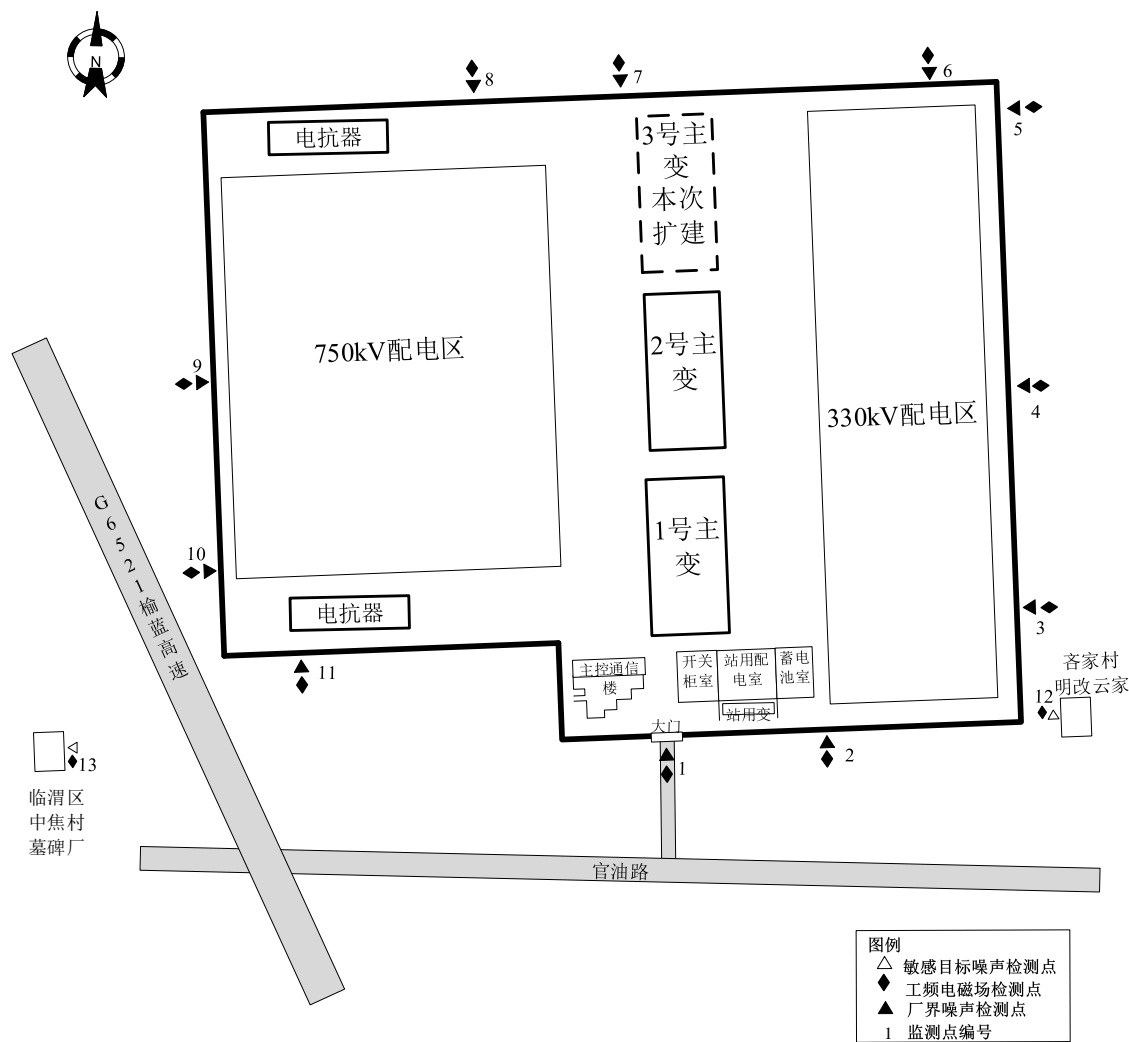 N
8
7
6
5
电抗器
3号主
变
本次
扩建
750kV配电区
2号主
变
330kV配电区
9
4
G6521榆蓝高速
1号主
变
10
3
电抗器
11
主控通信
楼
开关
柜室
站用配
电室
蓄电
池室
站用变
吝家村
明改云家
12
大门
1
2
13
临渭区
中焦村
墓碑厂
官油路
图例
敏感目标噪声检测点
工频电磁场检测点
厂界噪声检测点
1 监测点编号